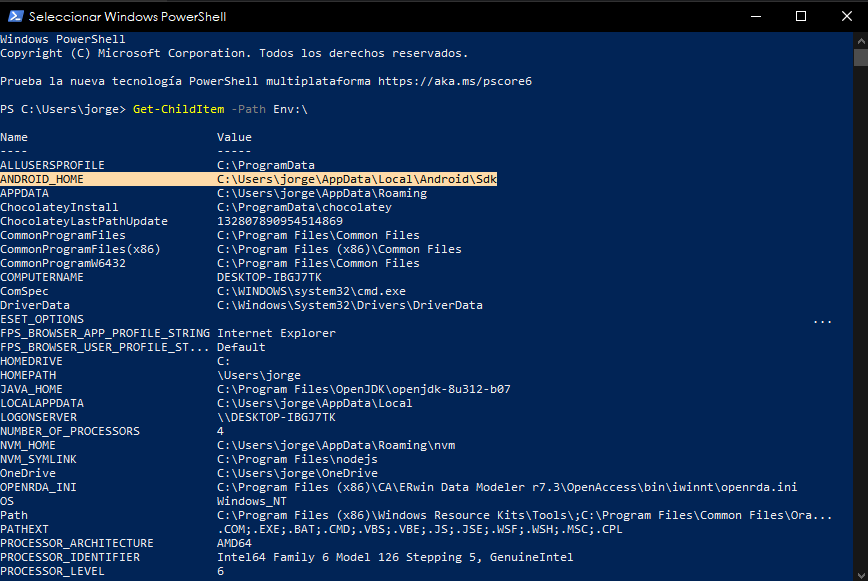 Seleccionar Windows PowerShell
Windows PowerShell
Copyright (C) Microsoft Corporation. Todos los derechos reservados.
Prueba la nueva tecnología PowerShell multiplataforma https://aka.ms/pscore6
PS C:\Users\jorge> Get-ChildItem -Path Env:\
Name                           Value
----                           -----
ALLUSERSPROFILE                C:\ProgramData
ANDROID_HOME                   C:\Users\jorge\AppData\Local\Android\Sdk
APPDATA                        C:\Users\jorge\AppData\Roaming
ChocolateyInstall              C:\ProgramData\chocolatey
ChocolateyLastPathUpdate       132807890954514869
CommonProgramFiles             C:\Program Files\Common Files
CommonProgramFiles(x86)        C:\Program Files (x86)\Common Files
CommonProgramW6432             C:\Program Files\Common Files
COMPUTERNAME                   DESKTOP-IBGJ7TK
ComSpec                        C:\WINDOWS\system32\cmd.exe
DriverData                     C:\Windows\System32\Drivers\DriverData
ESET_OPTIONS                                                                                                         ...
FPS_BROWSER_APP_PROFILE_STRING Internet Explorer
FPS_BROWSER_USER_PROFILE_ST... Default
HOMEDRIVE                      C:
HOMEPATH                       \Users\jorge
JAVA_HOME                      C:\Program Files\OpenJDK\openjdk-8u312-b07
LOCALAPPDATA                   C:\Users\jorge\AppData\Local
LOGONSERVER                    \\DESKTOP-IBGJ7TK
NUMBER_OF_PROCESSORS           4
NVM_HOME                       C:\Users\jorge\AppData\Roaming\nvm
NVM_SYMLINK                    C:\Program Files\nodejs
OneDrive                       C:\Users\jorge\OneDrive
OPENRDA_INI                    C:\Program Files (x86)\CA\ERwin Data Modeler r7.3\OpenAccess\bin\iwinnt\openrda.ini
OS                             Windows_NT
Path                           C:\Program Files (x86)\Windows Resource Kits\Tools\;C:\Program Files\Common Files\Ora...
PATHEXT                        .COM;.EXE;.BAT;.CMD;.VBS;.VBE;.JS;.JSE;.WSF;.WSH;.MSC;.CPL
PROCESSOR_ARCHITECTURE         AMD64
PROCESSOR_IDENTIFIER           Intel64 Family 6 Model 126 Stepping 5, GenuineIntel
PROCESSOR_LEVEL                6